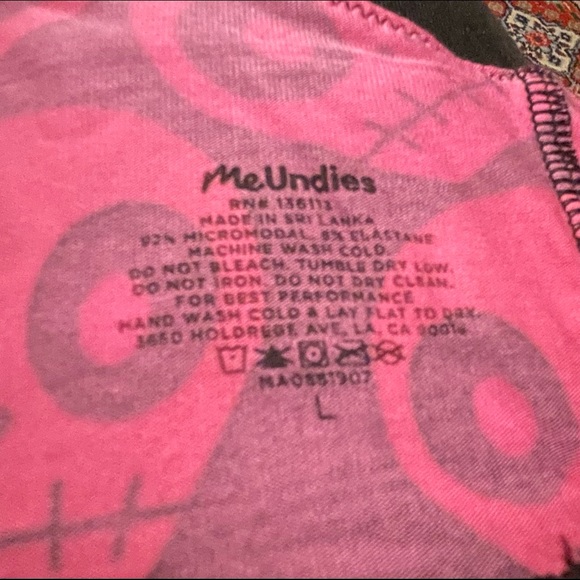 MeUndies
RN# 136113
MADE IN SRI LANKA
92% MICROMODAL, 8% ELASTANE
MACHINE WASH COLD.
DO NOT BLEACH. TUMBLE DRY LOW.
DO NOT IRON. DO NOT DRY CLEAN.
FOR BEST PERFORMANCE
HAND WASH COLD & LAY FLAT TO DRY.
3650 HOLDREGE AVE, LA, CA 90016
MA0881907
L